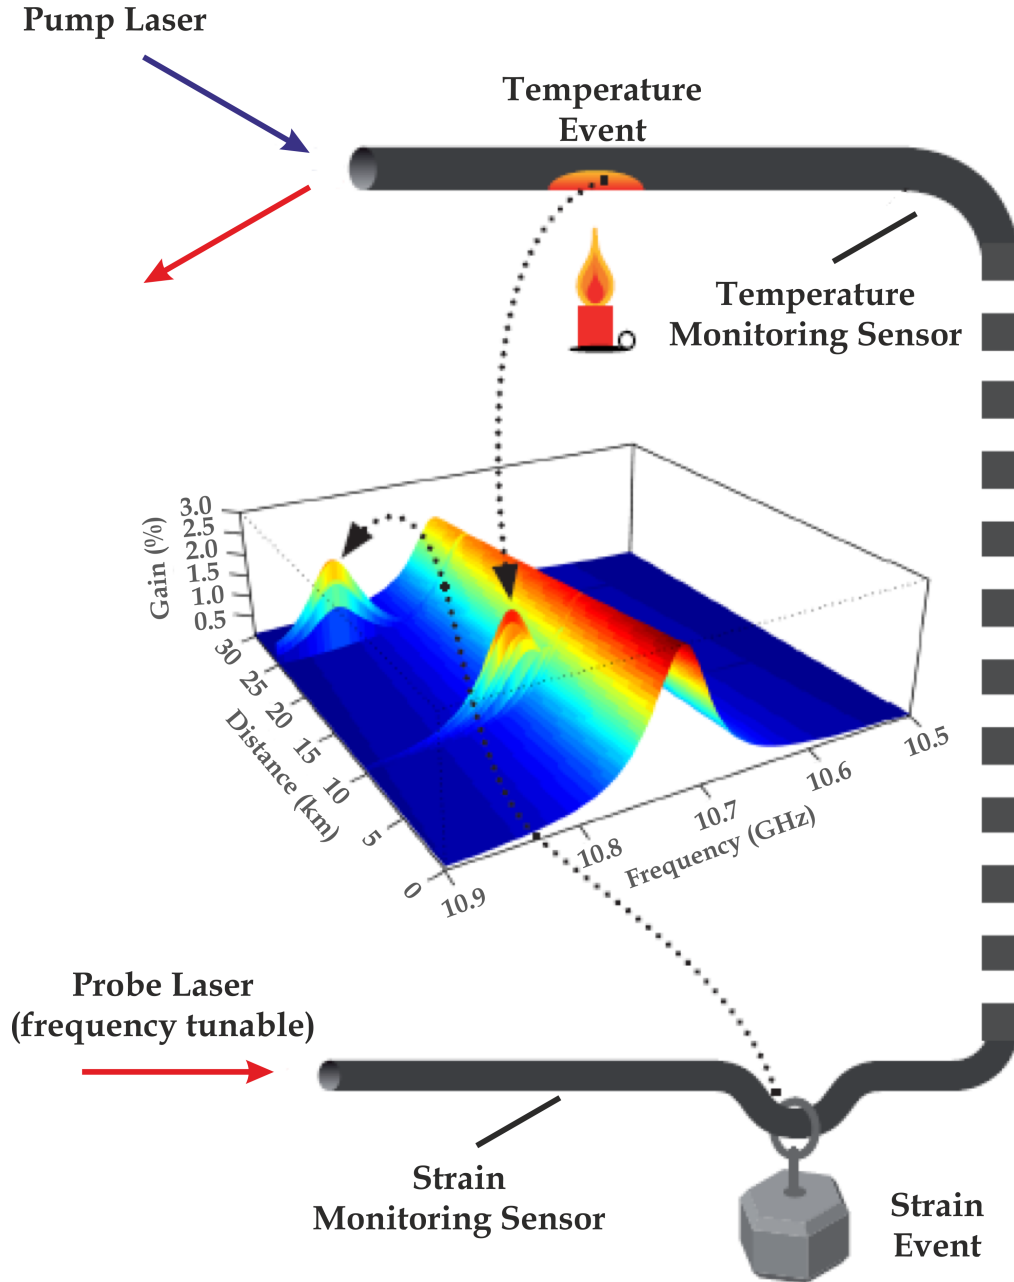 Pump Laser
Temperature
Event
Temperature
Monitoring Sensor
3.0
2.5
2.0
1.5
1.0
0.5
Gain (%)
30
25
20
15
10
5
0
Distance (km)
10.9
10.8
10.7
10.6
10.5
Frequency (GHz)
Probe Laser
(frequency tunable)
Strain
Monitoring Sensor
Strain
Event